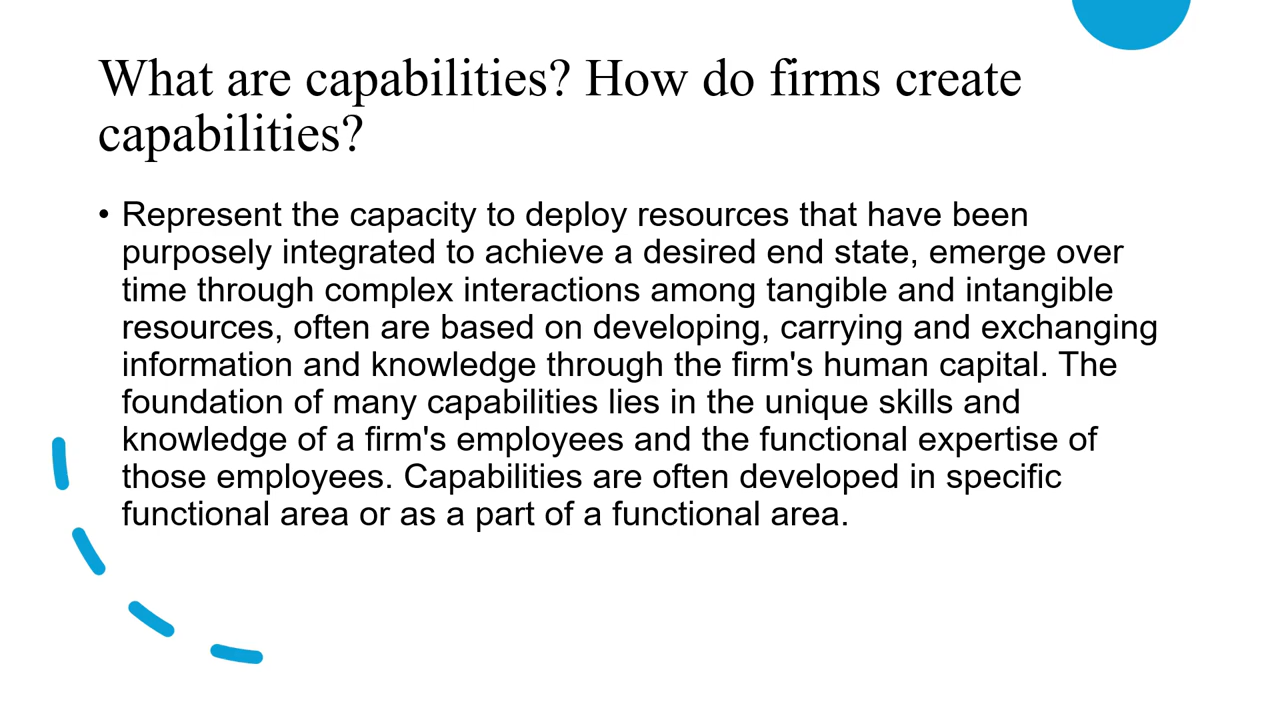 What are capabilities? How do firms create
capabilities?
• Represent the capacity to deploy resources that have been
purposely integrated to achieve a desired end state, emerge over
time through complex interactions among tangible and intangible
resources, often are based on developing, carrying and exchanging
information and knowledge through the firm's human capital. The
foundation of many capabilities lies in the unique skills and
knowledge of a firm's employees and the functional expertise of
those employees. Capabilities are often developed in specific
functional area or as a part of a functional area.